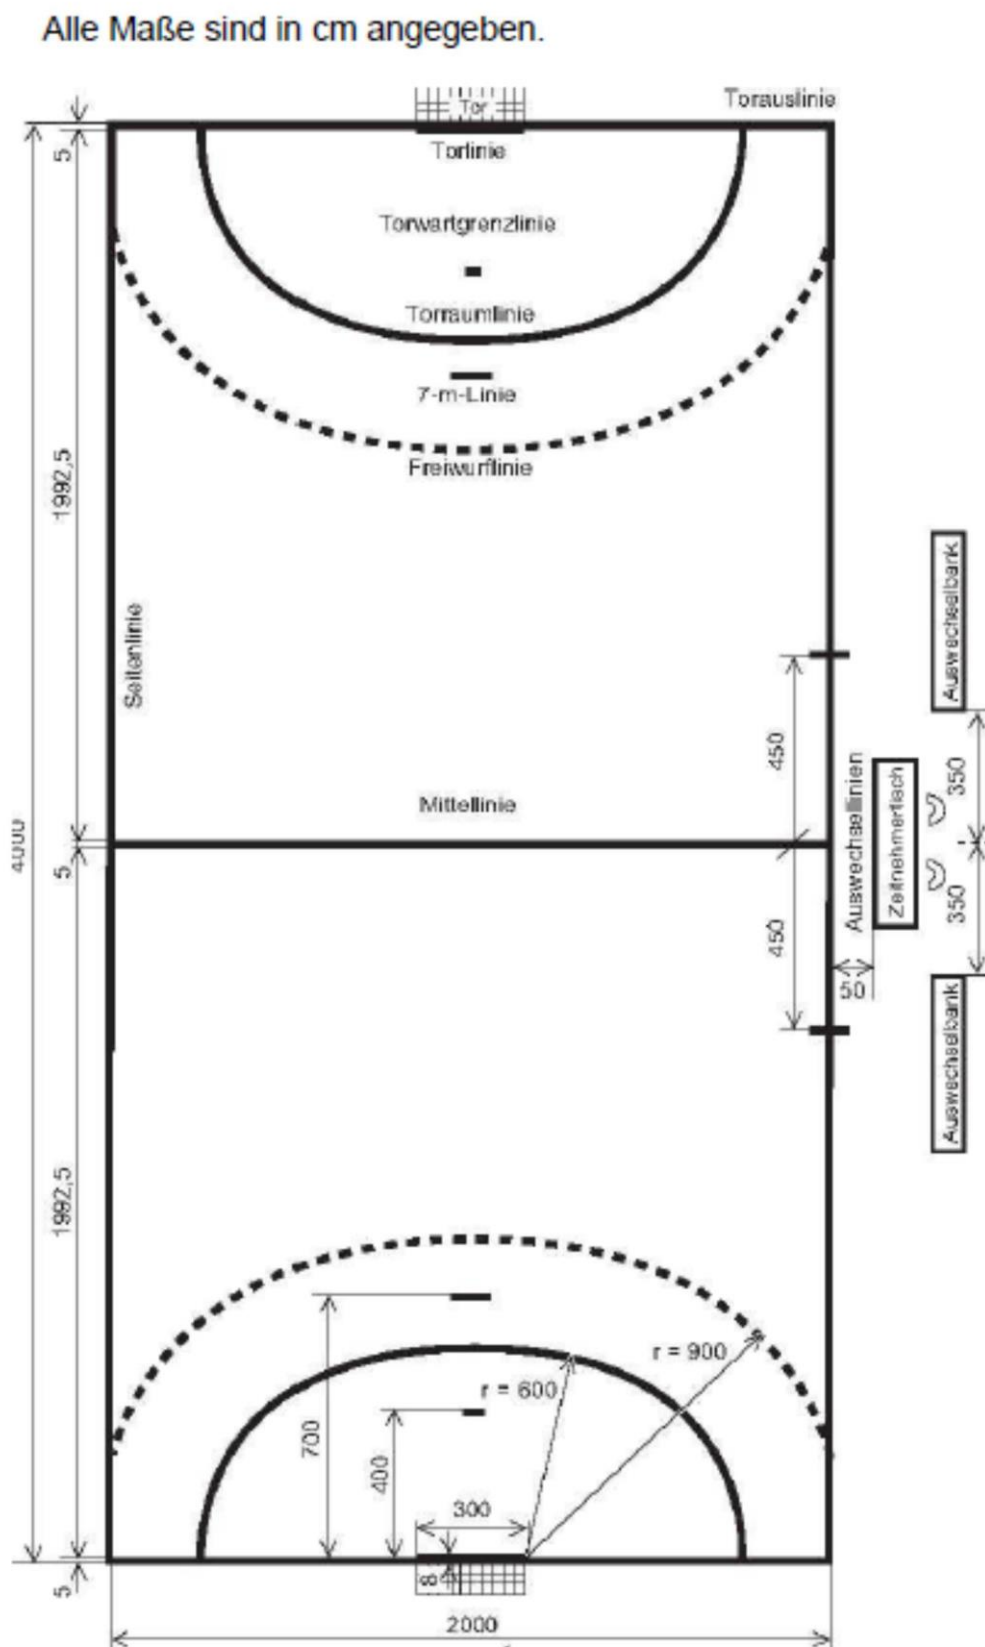 Alle Maße sind in cm angegeben.
Tor
Torauslinie
5
Torlinie
Torwartgrenzlinie
Torraumlinie
7-m-Linie
Freiwurflinie
1992,5
Seitenlinie
Auswechselbank
450
350
Mittellinie
4000
Auswechsellinien
Zeitnehmertisch
5
450
350
50
Auswechselbank
1992,5
r = 900
r = 600
700
400
300
5
8
2000